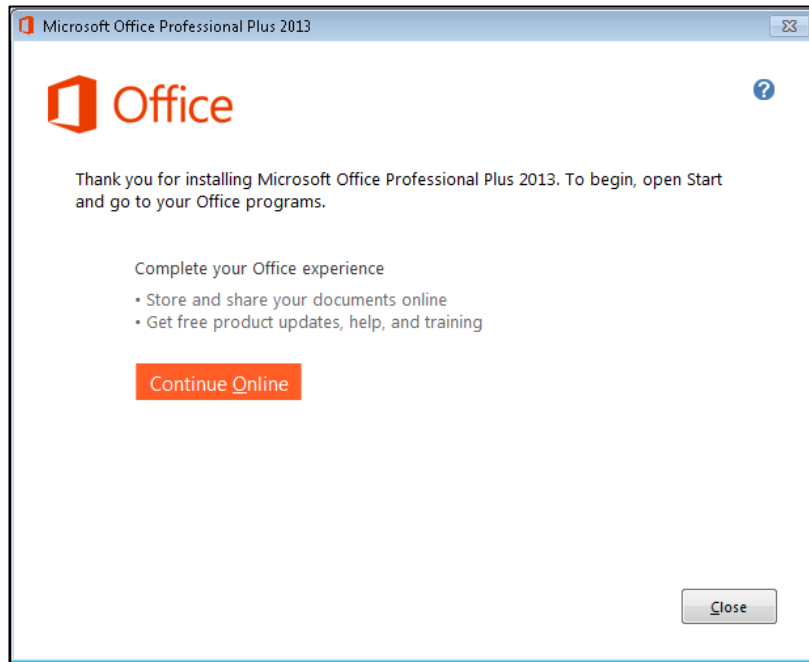 Microsoft Office Professional Plus 2013
Office
?
Thank you for installing Microsoft Office Professional Plus 2013. To begin, open Start
and go to your Office programs.
Complete your Office experience
• Store and share your documents online
• Get free product updates, help, and training
Continue Online
Close